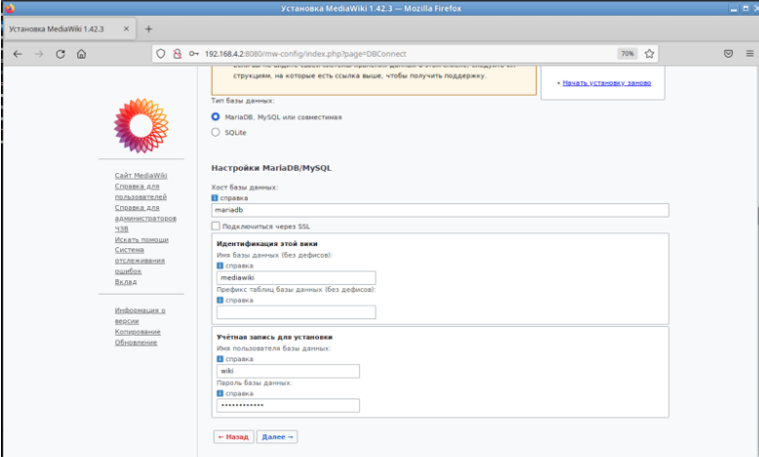 Установка MediaWiki 1.42.3 — Mozilla Firefox
Установка MediaWiki 1.42.3
192.168.4.2:8080/mw-config/index.php?page=DBConnect
70%
струкциям, на которые есть ссылка выше, чтобы получить поддержку.
Начать установку заново
Тип базы данных:
MariaDB, MySQL или совместимая
SQLite
Настройки MariaDB/MySQL
Сайт MediaWiki
Справка для
пользователей
Справка для
администраторов
ЧЗВ
Искать помощи
Система
отслеживания
ошибок
Вклад
Информация о
версии
Копирование
Обновление
Хост базы данных:
справка
mariadb
Подключиться через SSL
Идентификация этой вики
Имя базы данных (без дефисов):
справка
mediawiki
Префикс таблиц базы данных (без дефисов):
справка
Учётная запись для установки
Имя пользователя базы данных:
справка
wiki
Пароль базы данных:
справка
••••••••••••
← Назад
Далее →